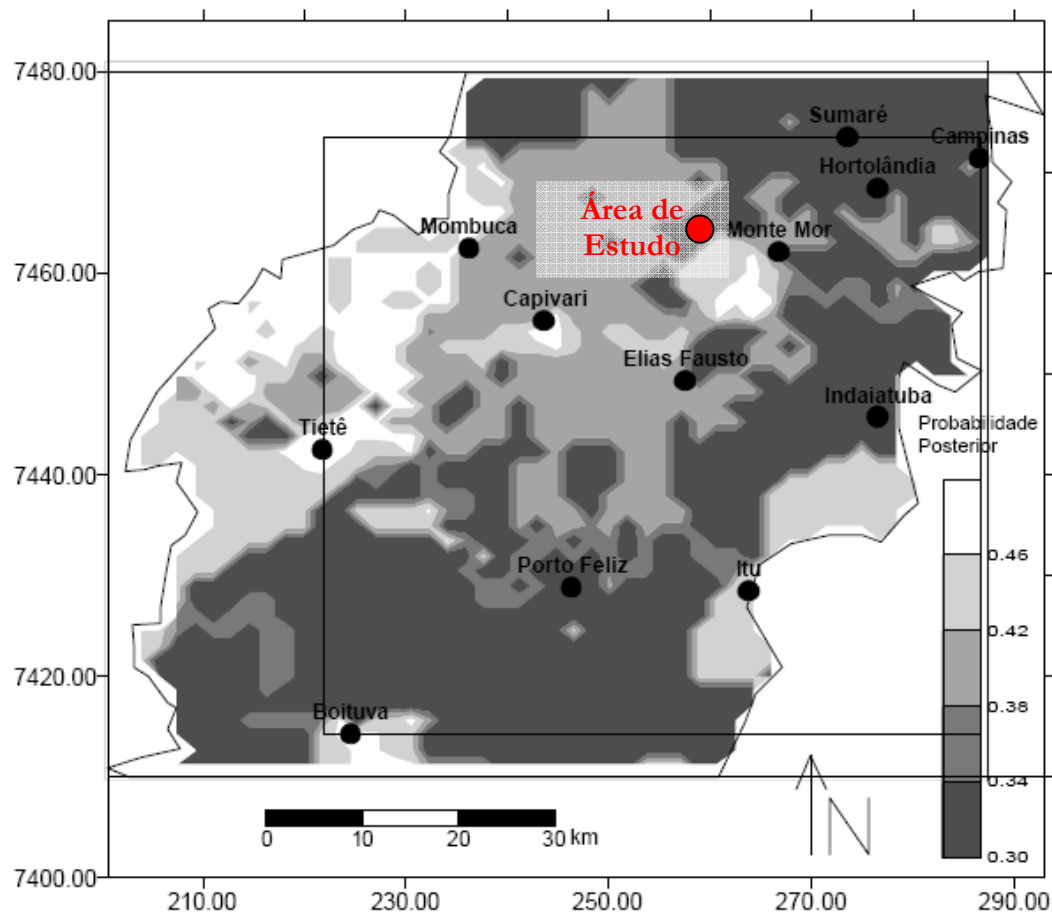 7480.00
Sumaré
Campinas
Hortolândia
Área de
Estudo
Mombuca
Monte Mor
7460.00
Capivari
Elias Fausto
Indaiatuba
Probabilidade
Posterior
Tietê
7440.00
0.46
Porto Feliz
Itu
0.42
7420.00
0.38
Boituva
0.34
N
0 10 20 30 km
0.30
7400.00
210.00 230.00 250.00 270.00 290.00